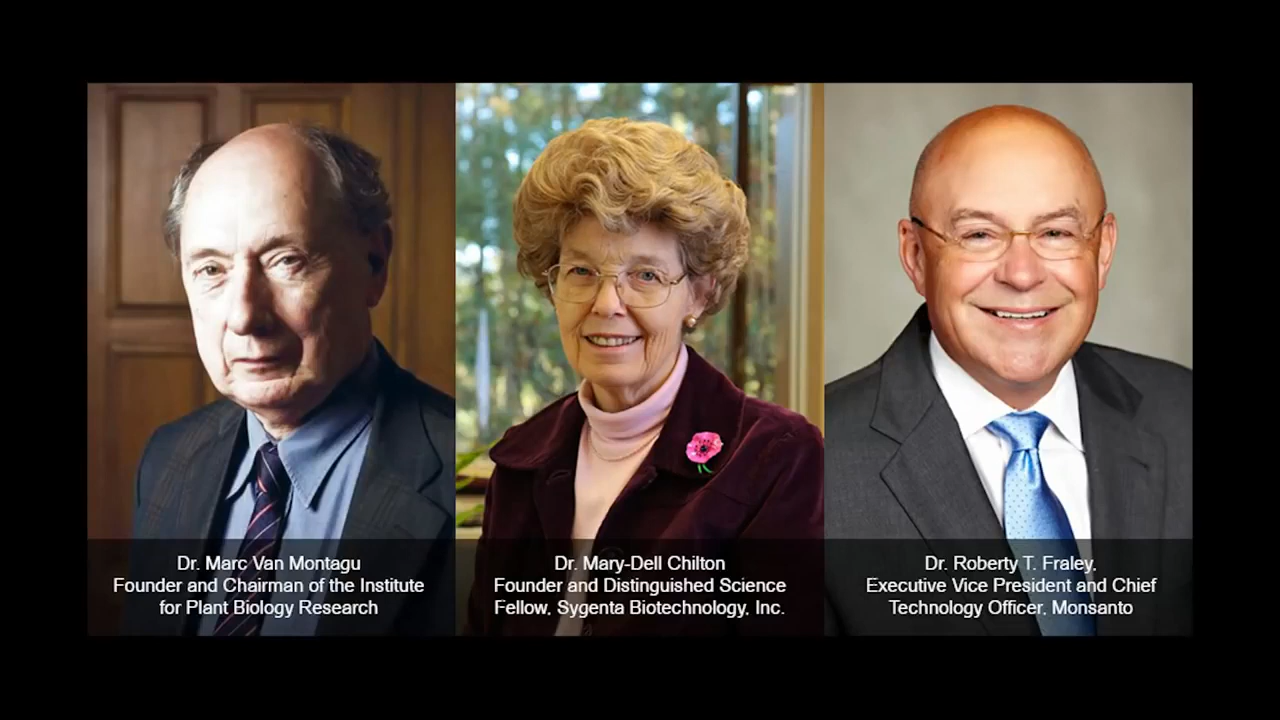 Dr. Marc Van Montagu
Founder and Chairman of the Institute
for Plant Biology Research
Dr. Mary-Dell Chilton
Founder and Distinguished Science
Fellow, Sygenta Biotechnology, Inc.
Dr. Roberty T. Fraley,
Executive Vice President and Chief
Technology Officer, Monsanto